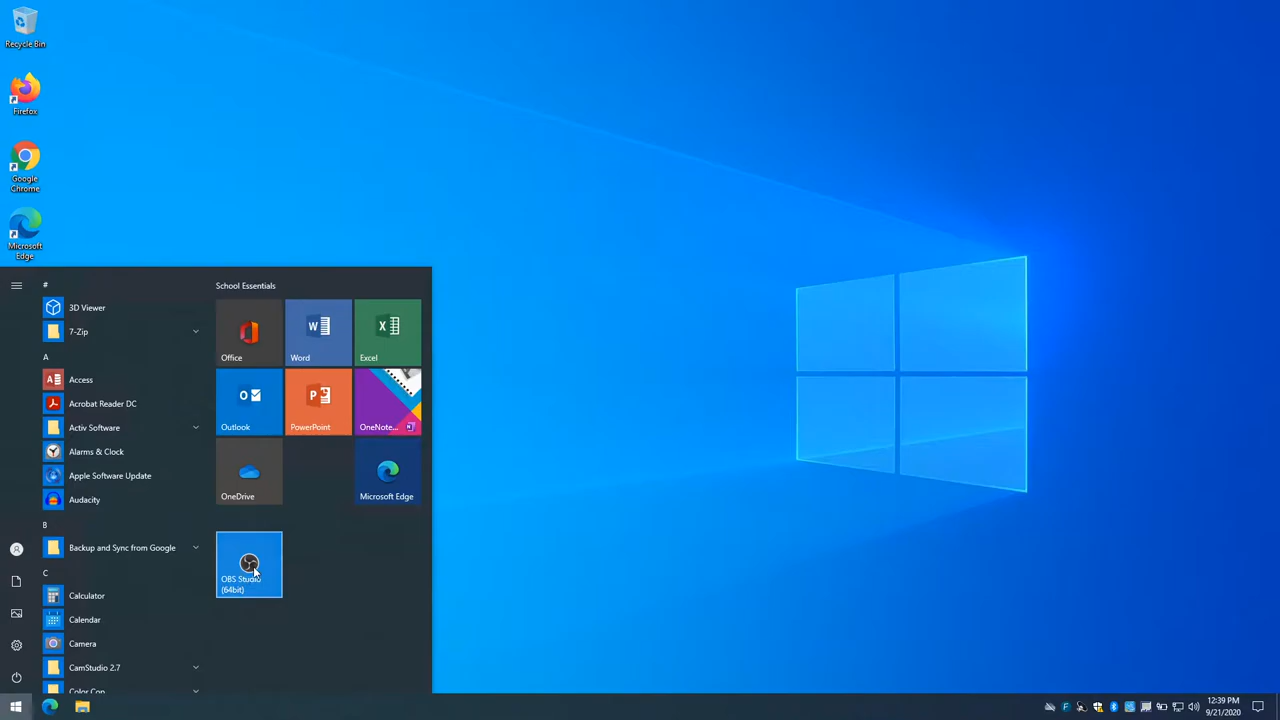 Recycle Bin
Firefox
Google
Chrome
Microsoft
Edge
#
3D Viewer
7-Zip
A
Access
Acrobat Reader DC
Activ Software
Alarms & Clock
Apple Software Update
Audacity
B
Backup and Sync from Google
C
Calculator
Calendar
Camera
CamStudio 2.7
Color Cop
School Essentials
Office
Word
Excel
Outlook
PowerPoint
OneNote...
OneDrive
Microsoft Edge
OBS Studio
(64bit)
12:39 PM
9/21/2020